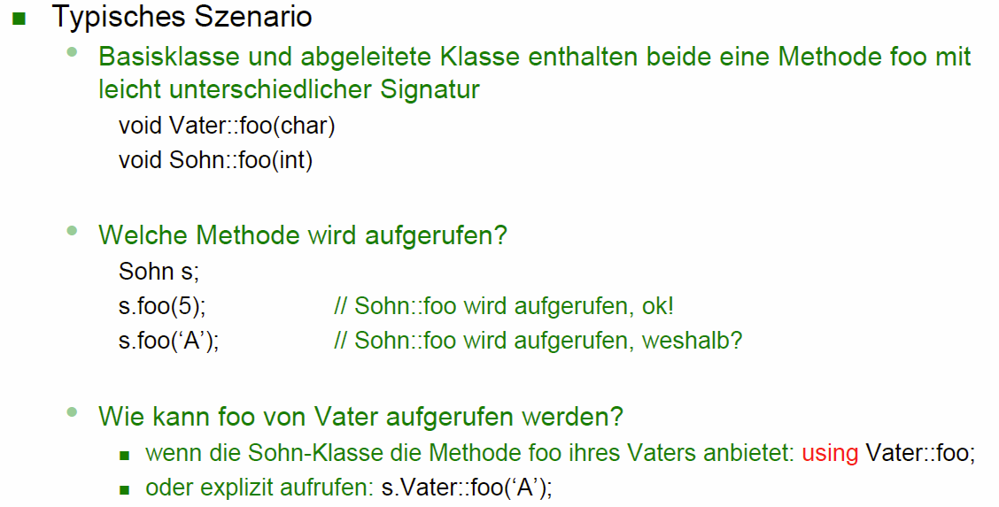 Typisches Szenario
Basisklasse und abgeleitete Klasse enthalten beide eine Methode foo mit
leicht unterschiedlicher Signatur
void Vater::foo(char)
void Sohn::foo(int)
Welche Methode wird aufgerufen?
Sohn s;
s.foo(5); // Sohn::foo wird aufgerufen, ok!
s.foo(‘A’); // Sohn::foo wird aufgerufen, weshalb?
Wie kann foo von Vater aufgerufen werden?
wenn die Sohn-Klasse die Methode foo ihres Vaters anbietet: using Vater::foo;
oder explizit aufrufen: s.Vater::foo(‘A’);